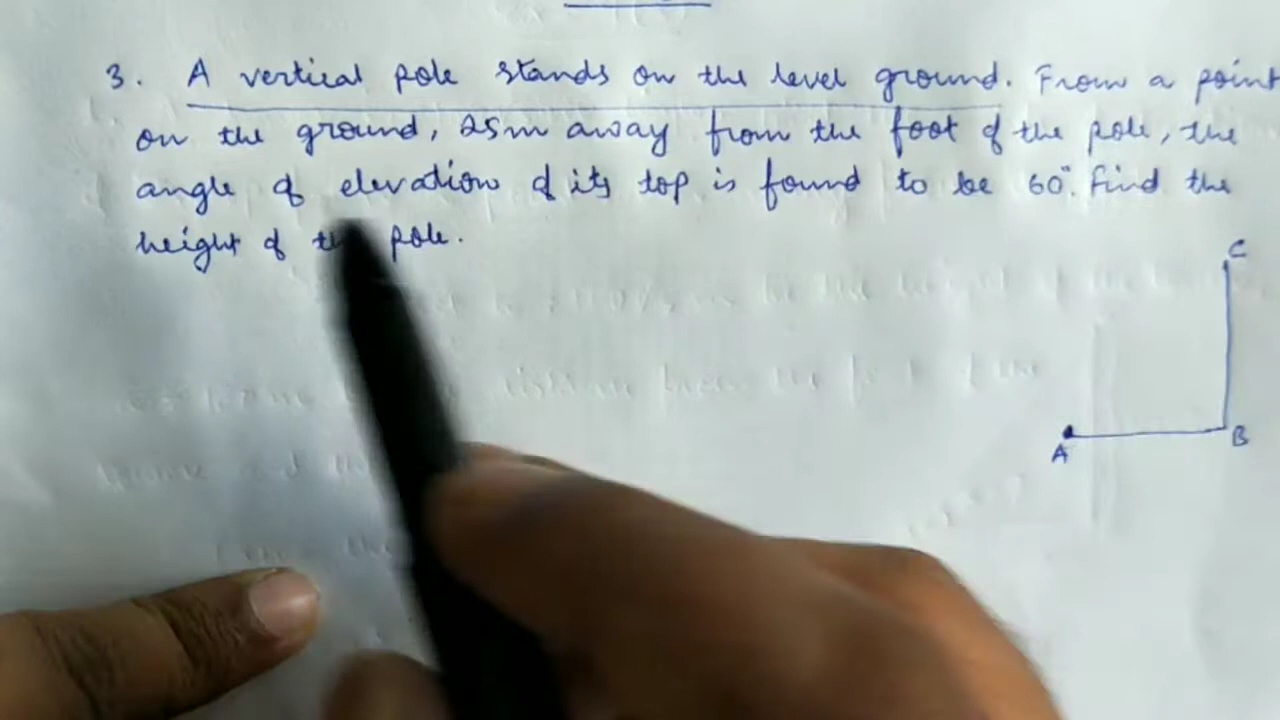 3. A vertical pole stands on the level ground. From a point
on the ground, 25m away from the foot of the pole, the
angle of elevation of its top is found to be 60°. Find the
height of the pole.
C
A
B